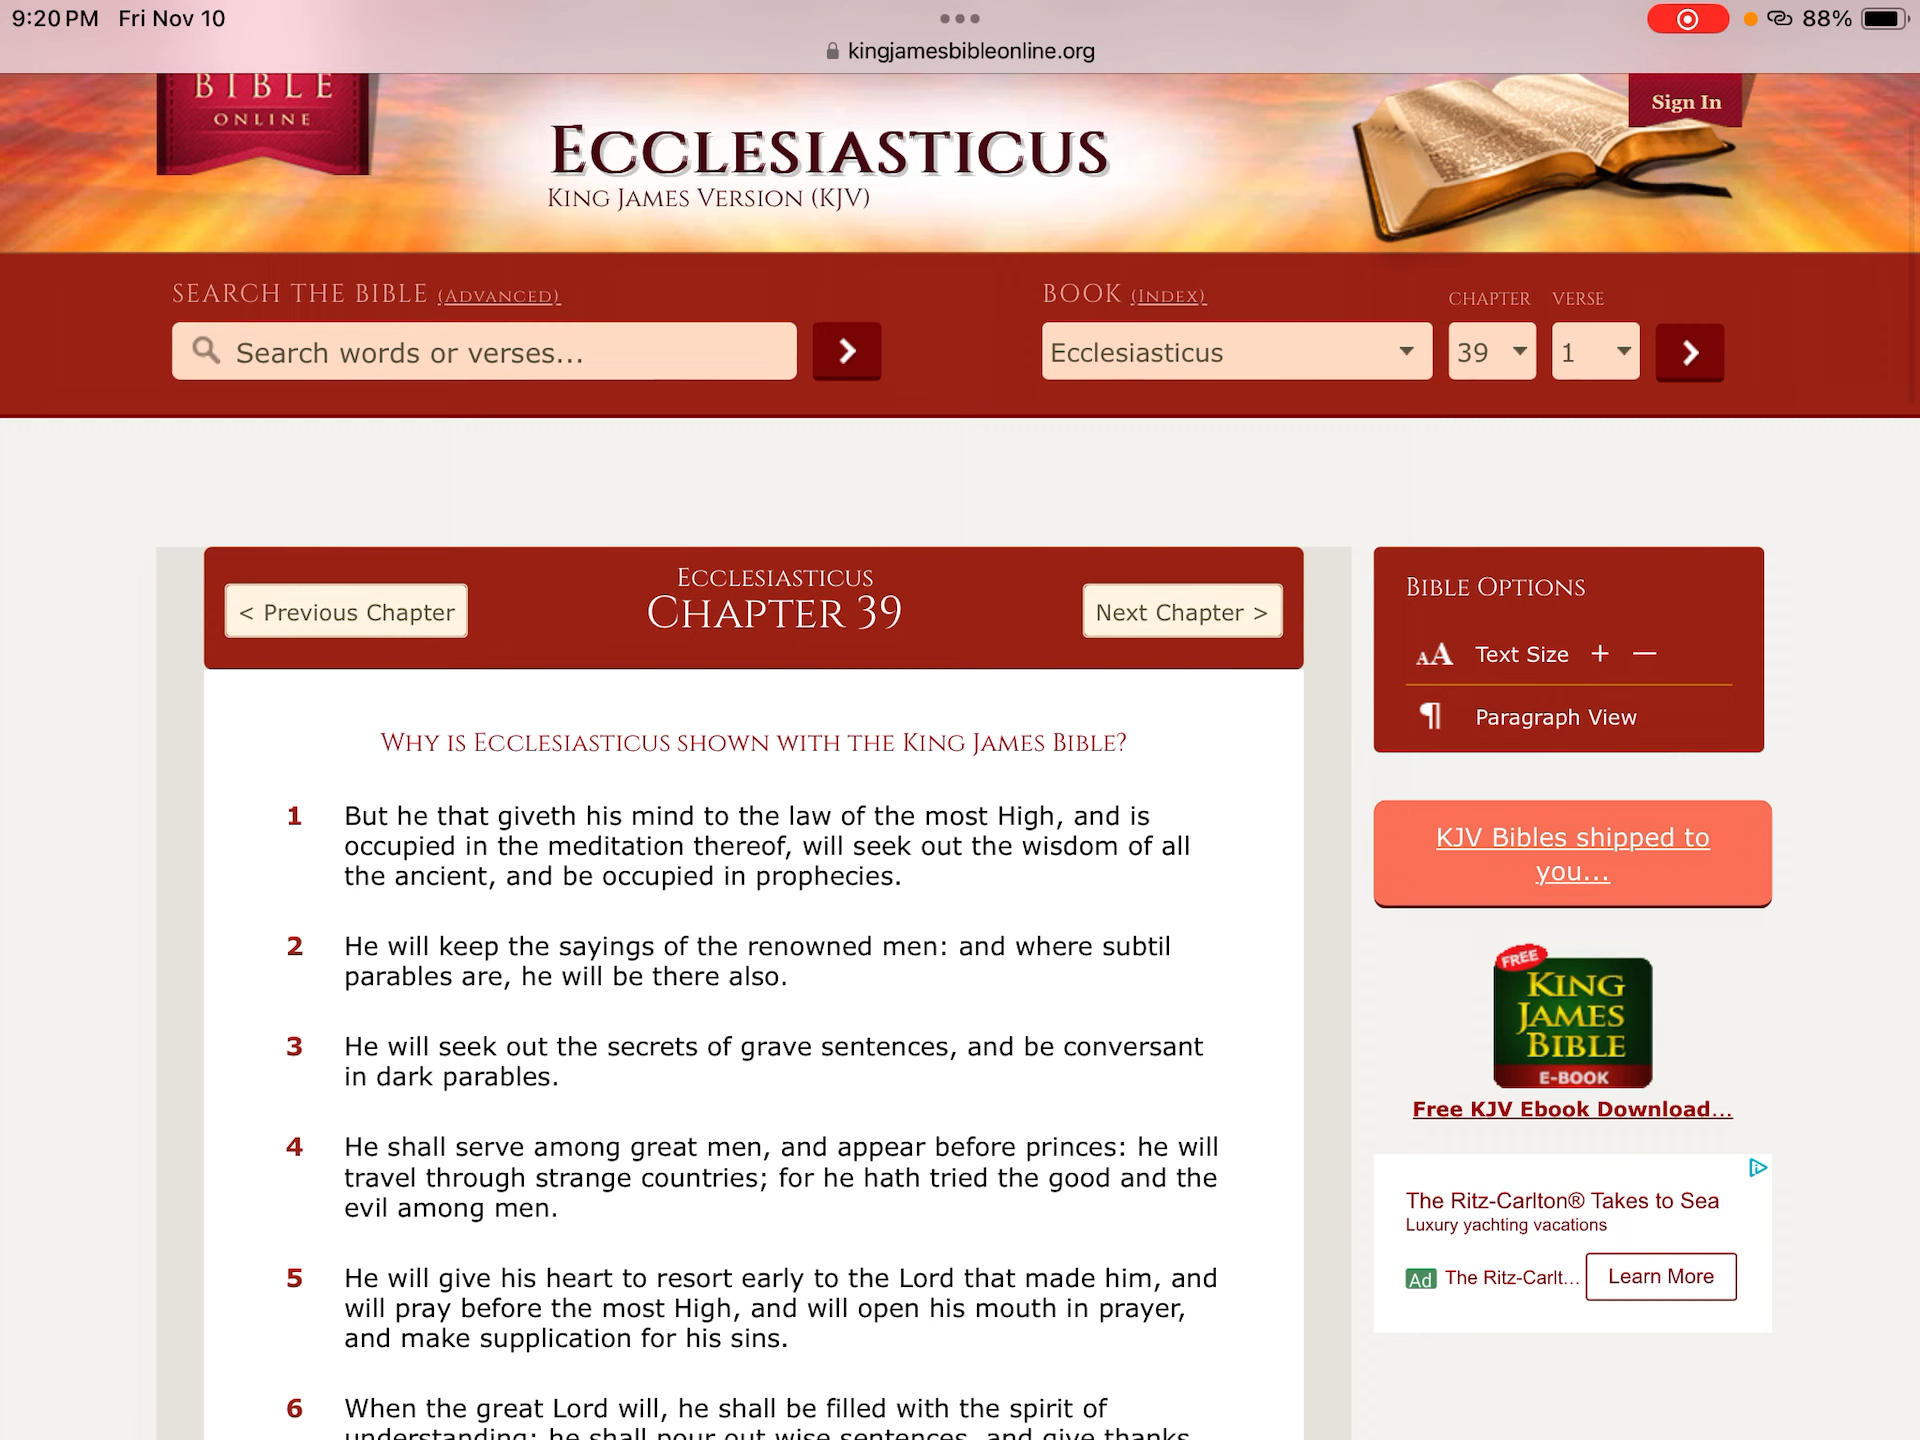 9:20 PM Fri Nov 10
88%
kingjamesbibleonline.org
BIBLE
ONLINE
Sign In
Ecclesiasticus
King James Version (KJV)
Search the Bible (Advanced)
Search words or verses...
Book (Index)
Chapter Verse
Ecclesiasticus 39 1
< Previous Chapter
Ecclesiasticus
Chapter 39
Next Chapter >
Why is Ecclesiasticus shown with the King James Bible?
1 But he that giveth his mind to the law of the most High, and is
occupied in the meditation thereof, will seek out the wisdom of all
the ancient, and be occupied in prophecies.
2 He will keep the sayings of the renowned men: and where subtil
parables are, he will be there also.
3 He will seek out the secrets of grave sentences, and be conversant
in dark parables.
4 He shall serve among great men, and appear before princes: he will
travel through strange countries; for he hath tried the good and the
evil among men.
5 He will give his heart to resort early to the Lord that made him, and
will pray before the most High, and will open his mouth in prayer,
and make supplication for his sins.
6 When the great Lord will, he shall be filled with the spirit of
understanding: he shall pour out wise sentences, and give thanks
Bible Options
AA Text Size + —
¶ Paragraph View
KJV Bibles shipped to
you...
FREE
King
James
Bible
E-BOOK
Free KJV Ebook Download...
The Ritz-Carlton® Takes to Sea
Luxury yachting vacations
Ad The Ritz-Carlt...
Learn More